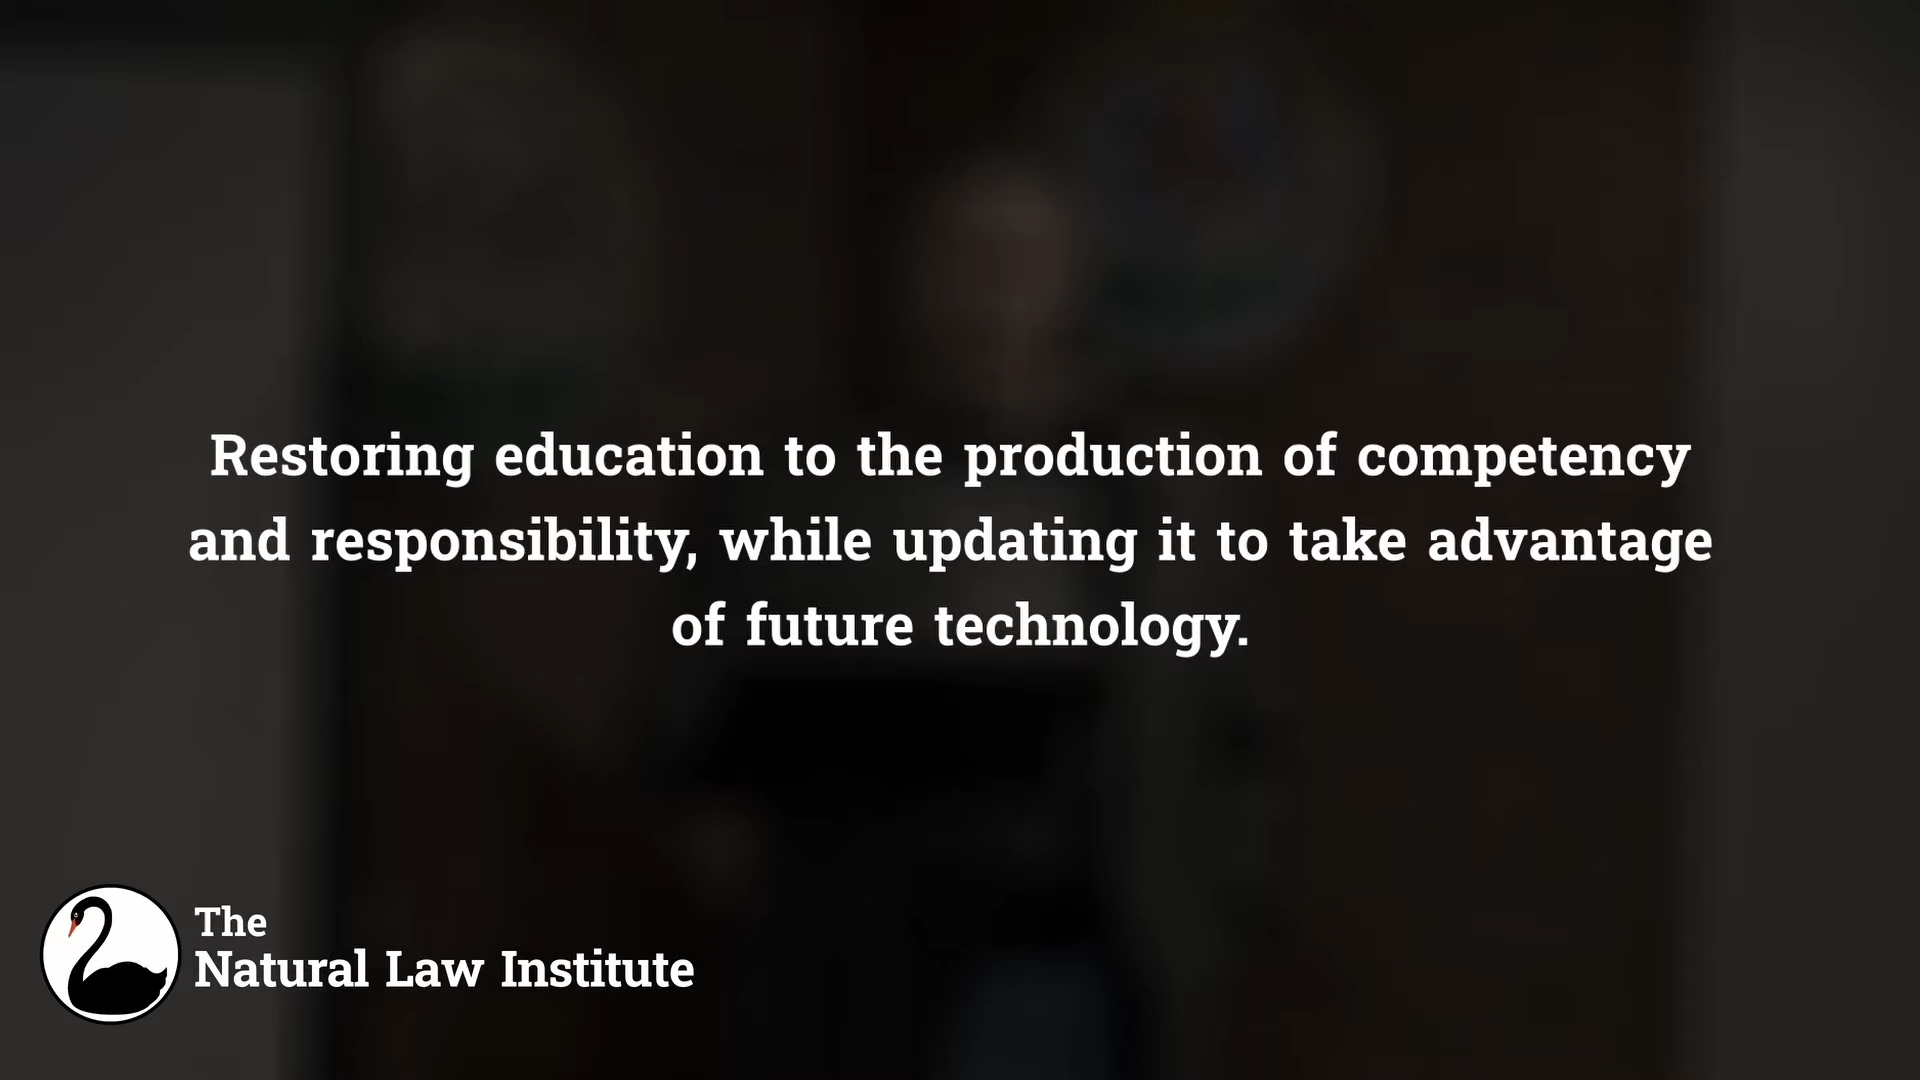 Restoring education to the production of competency
and responsibility, while updating it to take advantage
of future technology.
The
Natural Law Institute